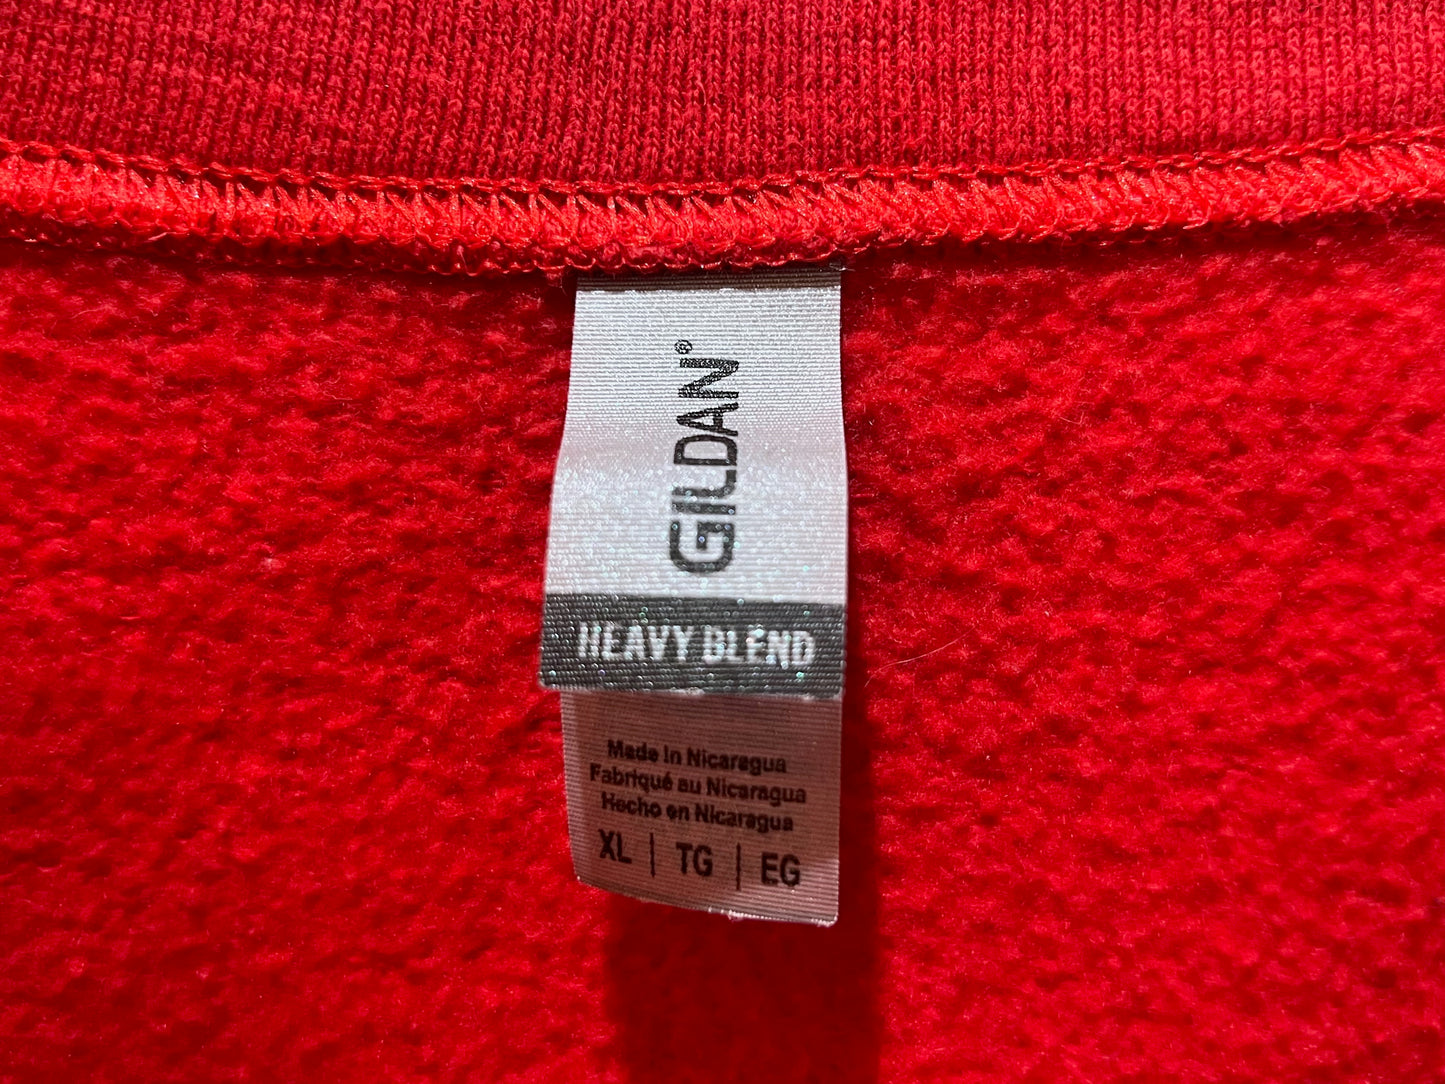 GILDAN®
HEAVY BLEND
Made in Nicaragua
Fabriqué au Nicaragua
Hecho en Nicaragua
XL | TG | EG